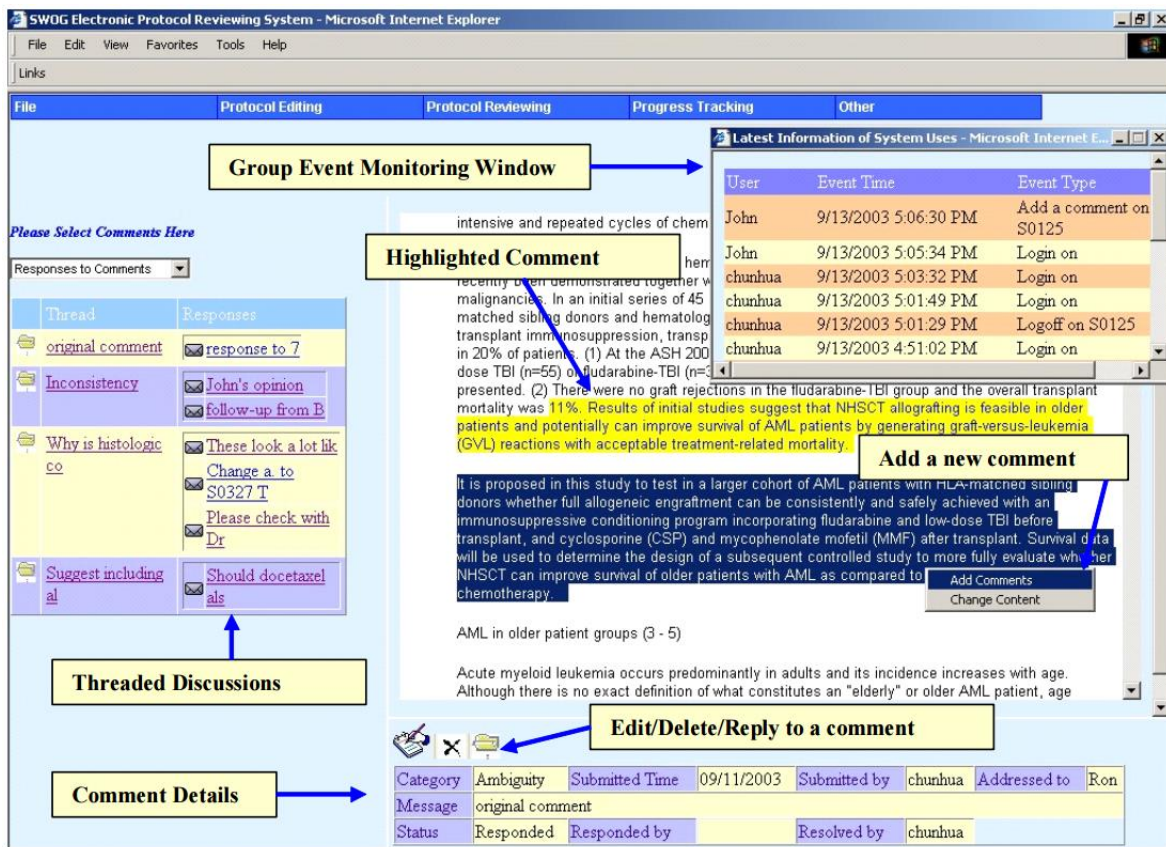 SWOG Electronic Protocol Reviewing System - Microsoft Internet Explorer
File Edit View Favorites Tools Help
Links
File Protocol Editing Protocol Reviewing Progress Tracking Other
Latest Information of System Uses - Microsoft Internet E...
Group Event Monitoring Window
User Event Time Event Type
John 9/13/2003 5:06:30 PM Add a comment on S0125
John 9/13/2003 5:05:34 PM Login on
chunhua 9/13/2003 5:03:32 PM Login on
chunhua 9/13/2003 5:01:49 PM Login on
chunhua 9/13/2003 5:01:29 PM Logoff on S0125
chunhua 9/13/2003 4:51:02 PM Login on
Please Select Comments Here
Responses to Comments
Thread Responses
original comment response to 7
Inconsistency John's opinion
follow-up from B
Why is histologic co These look a lot lik
Change a. to S0327 T
Please check with Dr
Suggest including al Should docetaxel als
Threaded Discussions
Highlighted Comment
intensive and repeated cycles of chem
hem
recently been demonstrated together w
malignancies. In an initial series of 45
matched sibling donors and hematolog
transplant immunosuppression, transp
in 20% of patients. (1) At the ASH 200
dose TBI (n=55) or fludarabine-TBI (n=3
presented. (2) There were no graft rejections in the fludarabine-TBI group and the overall transplant
mortality was 11%. Results of initial studies suggest that NHSCT allografting is feasible in older
patients and potentially can improve survival of AML patients by generating graft-versus-leukemia
(GVL) reactions with acceptable treatment-related mortality.
Add a new comment
It is proposed in this study to test in a larger cohort of AML patients with HLA-matched sibling
donors whether full allogeneic engraftment can be consistently and safely achieved with an
immunosuppressive conditioning program incorporating fludarabine and low-dose TBI before
transplant, and cyclosporine (CSP) and mycophenolate mofetil (MMF) after transplant. Survival data
will be used to determine the design of a subsequent controlled study to more fully evaluate whether
NHSCT can improve survival of older patients with AML as compared to
chemotherapy.
Add Comments
Change Content
AML in older patient groups (3 - 5)
Acute myeloid leukemia occurs predominantly in adults and its incidence increases with age.
Although there is no exact definition of what constitutes an "elderly" or older AML patient, age
Edit/Delete/Reply to a comment
Comment Details
Category Ambiguity Submitted Time 09/11/2003 Submitted by chunhua Addressed to Ron
Message original comment
Status Responded Responded by Resolved by chunhua